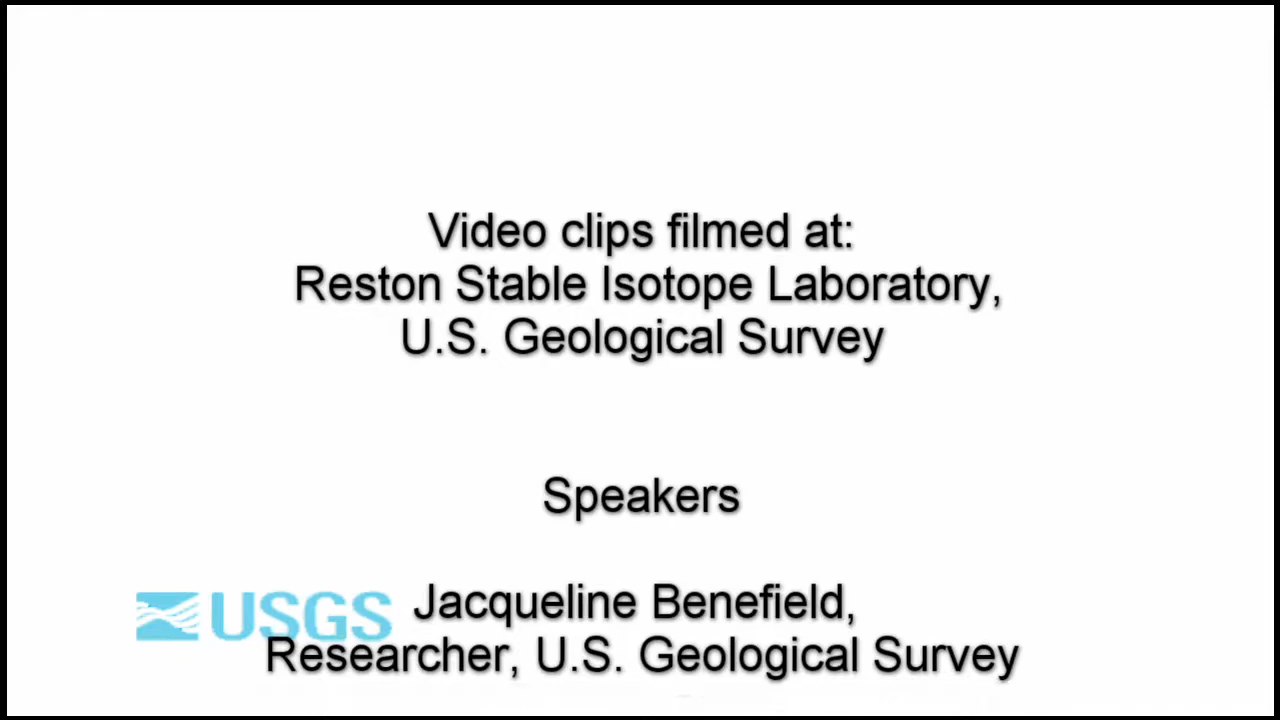 Video clips filmed at:
Reston Stable Isotope Laboratory,
U.S. Geological Survey
Speakers
USGS
Jacqueline Benefield,
Researcher, U.S. Geological Survey